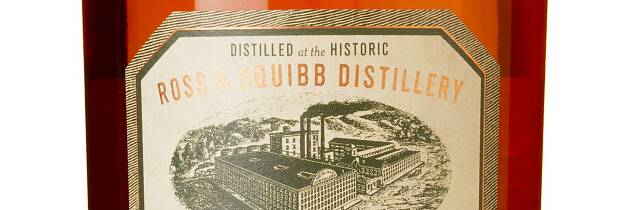 DISTILLED at the HISTORIC
ROSS & SQUIBB DISTILLERY